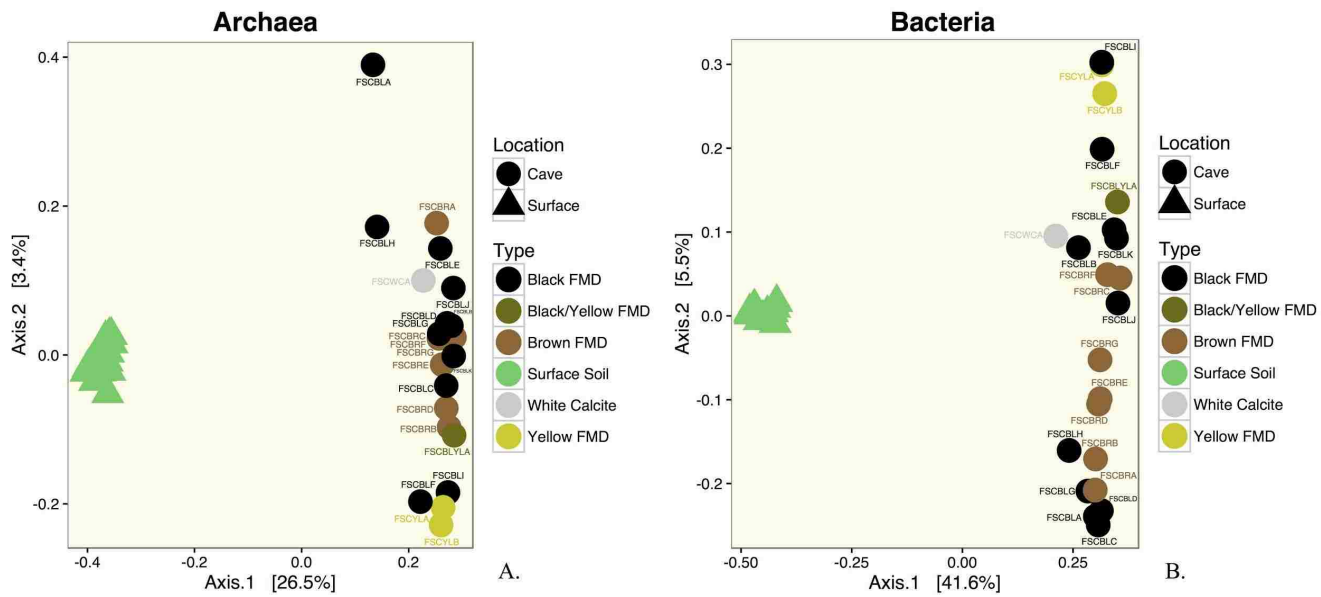 Archaea
0.4
0.2
0.0
-0.2
Axis.2 [3.4%]
FSCBLA
FSCBRA
FSCBLH
FSCBLE
FSCWCA
FSCBLJ
FSCBLD
FSCBLG
FSCBRC
FSCBRF
FSCBRG
FSCBRE
FSCBLK
FSCBLC
FSCBRD
FSCBRB
FSCBLYLA
FSCBLI
FSCBLF
FSCYLA
FSCYLB
-0.4
-0.2
0.0
0.2
Axis.1 [26.5%]
A.
Location
Cave
Surface
Type
Black FMD
Black/Yellow FMD
Brown FMD
Surface Soil
White Calcite
Yellow FMD
Bacteria
0.3
0.2
0.1
0.0
-0.1
-0.2
Axis.2 [5.5%]
FSCBLI
FSCYLA
FSCYLB
FSCBLF
FSCBLYLA
FSCBLE
FSCWCA
FSCBLK
FSCBLB
FSCBRF
FSCBRC
FSCBLJ
FSCBRG
FSCBRE
FSCBRD
FSCBLH
FSCBRB
FSCBRA
FSCBLG
FSCBLD
FSCBLA
FSCBLC
-0.50
-0.25
0.00
0.25
Axis.1 [41.6%]
B.
Location
Cave
Surface
Type
Black FMD
Black/Yellow FMD
Brown FMD
Surface Soil
White Calcite
Yellow FMD